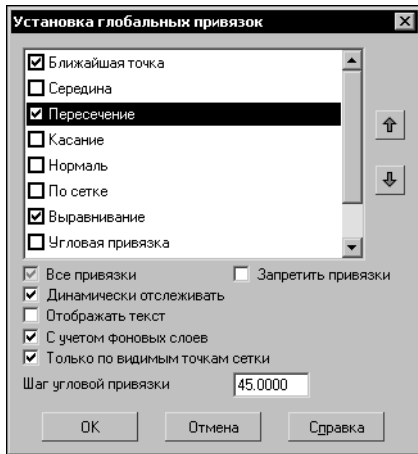 Установка глобальных привязок
Ближайшая точка
Середина
Пересечение
Касание
Нормаль
По сетке
Выравнивание
Угловая привязка
Все привязки Запретить привязки
Динамически отслеживать
Отображать текст
С учетом фоновых слоев
Только по видимым точкам сетки
Шаг угловой привязки 45.0000
OK Отмена Справка